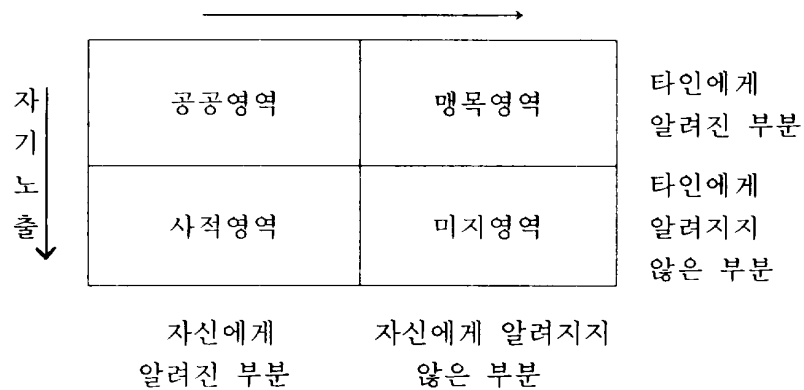 자기노출
공공영역
맹목영역
타인에게
알려진 부분
사적영역
미지영역
타인에게
알려지지
않은 부분
자신에게
알려진 부분
자신에게 알려지지
않은 부분